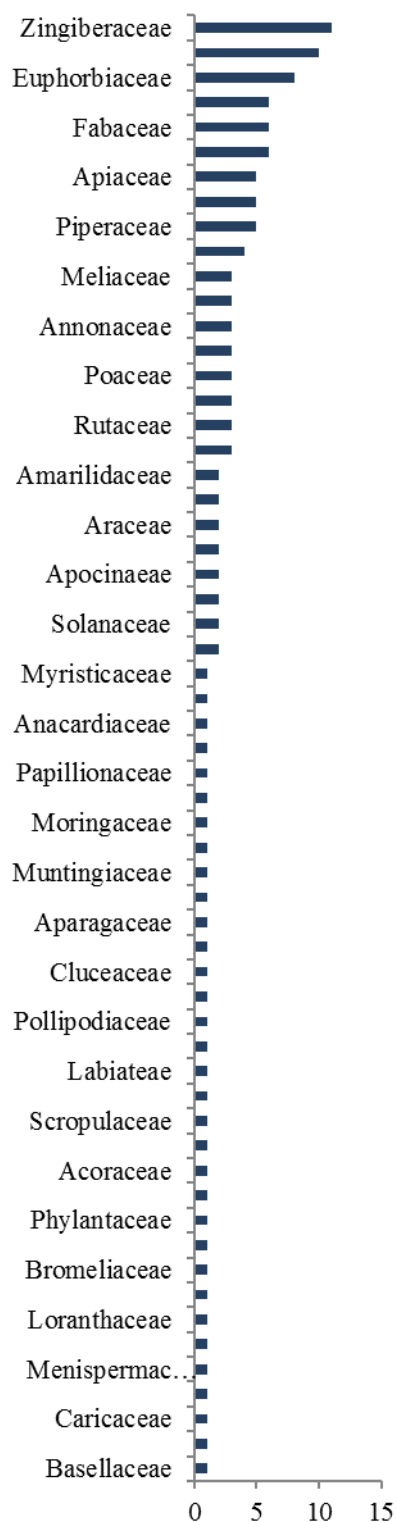 Zingiberaceae
Euphorbiaceae
Fabaceae
Apiaceae
Piperaceae
Meliaceae
Annonaceae
Poaceae
Rutaceae
Amarilidaceae
Araceae
Apocinaeae
Solanaceae
Myristicaceae
Anacardiaceae
Papillionaceae
Moringaceae
Muntingiaceae
Aparagaceae
Cluceaceae
Pollipodiaceae
Labiateae
Scropulaceae
Acoraceae
Phylantaceae
Bromeliaceae
Loranthaceae
Menispermac…
Caricaceae
Basellaceae
0 5 10 15